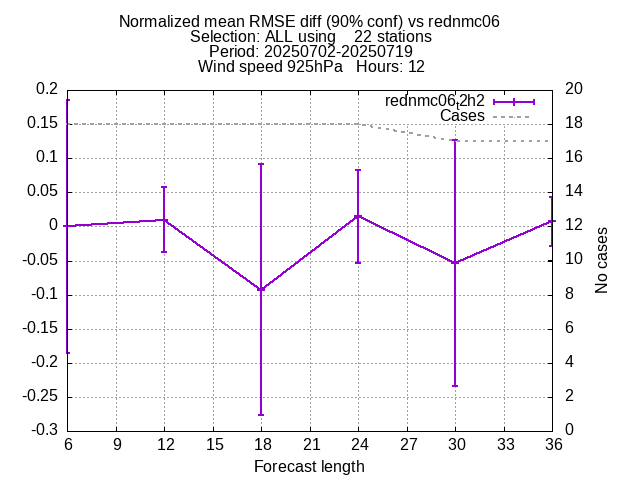 Normalized mean RMSE diff (90% conf) vs rednmc06
Selection: ALL using 22 stations
Period: 20250702-20250719
Wind speed 925hPa Hours: 12
rednmc06,2h2
Cases
0.2
0.15
0.1
0.05
0
-0.05
-0.1
-0.15
-0.2
-0.25
-0.3
20
18
16
14
12
10
8
6
4
2
0
No cases
6 9 12 15 18 21 24 27 30 33 36
Forecast length